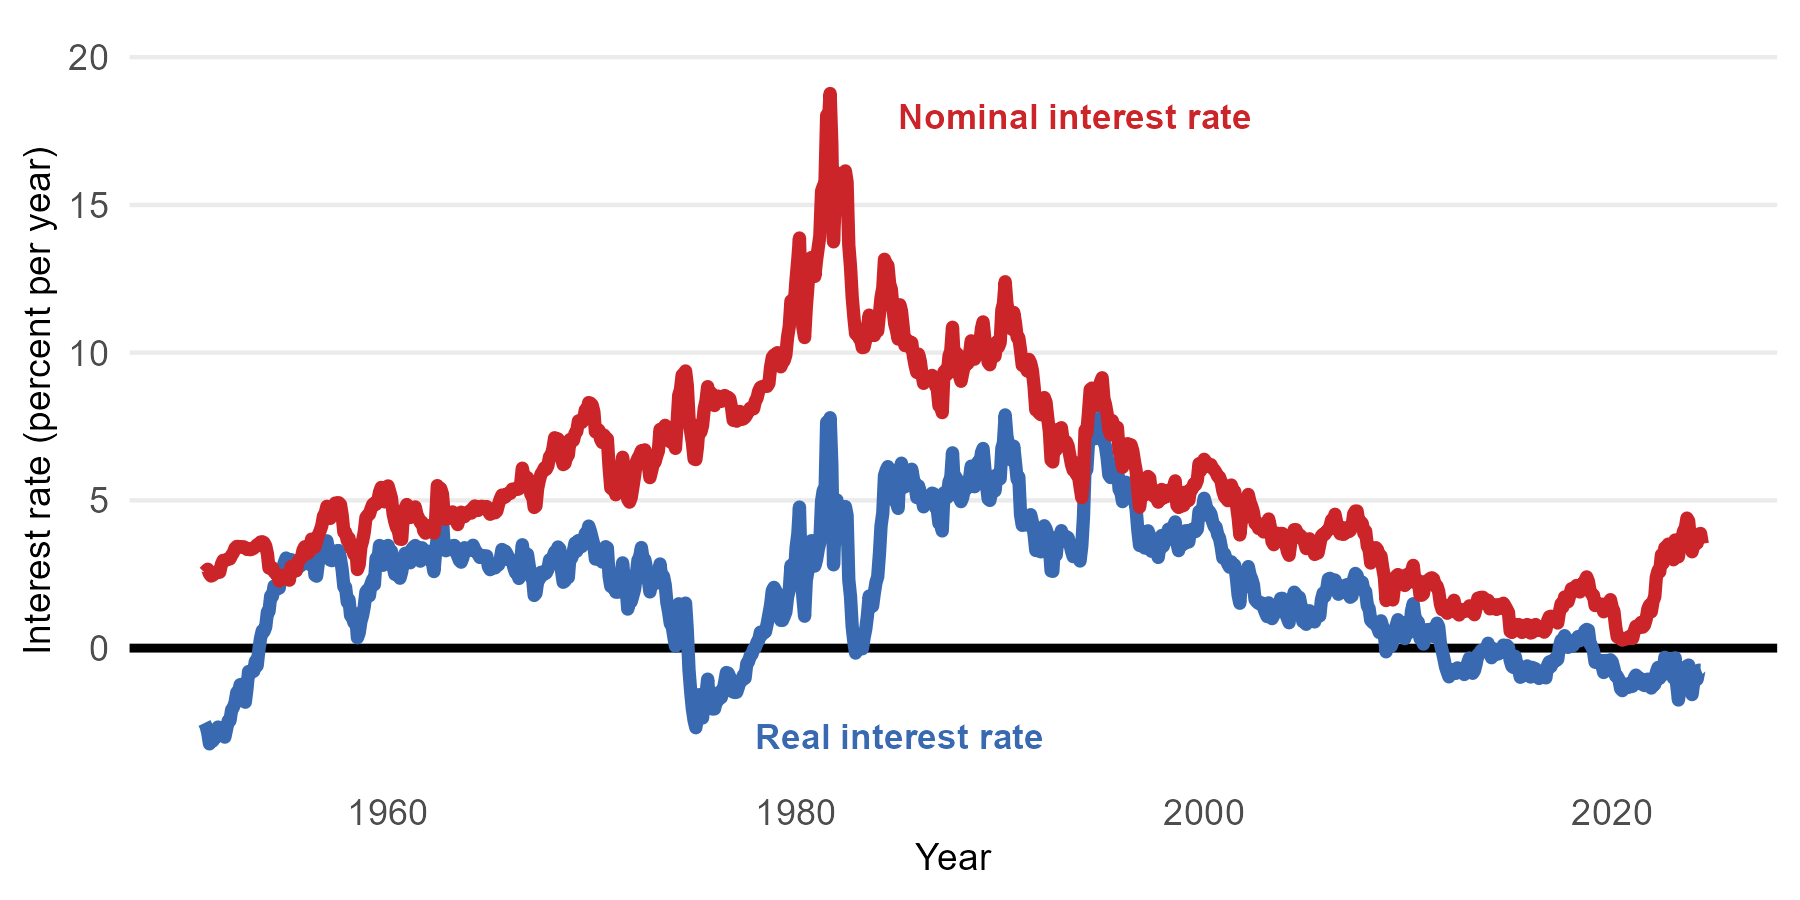 20
Nominal interest rate
15
10
5
0
Interest rate (percent per year)
Real interest rate
1960 1980 2000 2020
Year